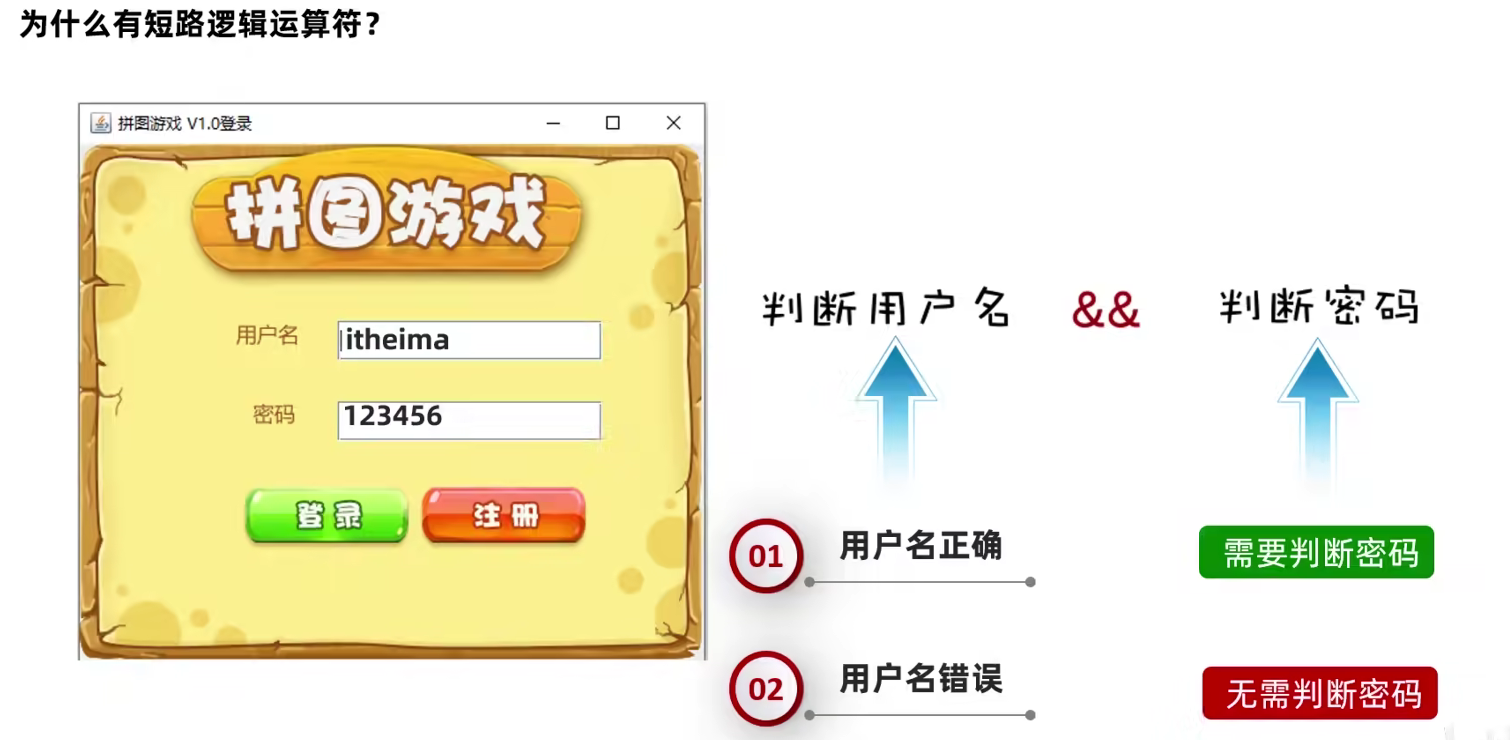 为什么有短路逻辑运算符？
拼图游戏 V1.0登录
拼图游戏
用户名
itheima
密码
123456
登录
注册
判断用户名 && 判断密码
01 用户名正确 需要判断密码
02 用户名错误 无需判断密码